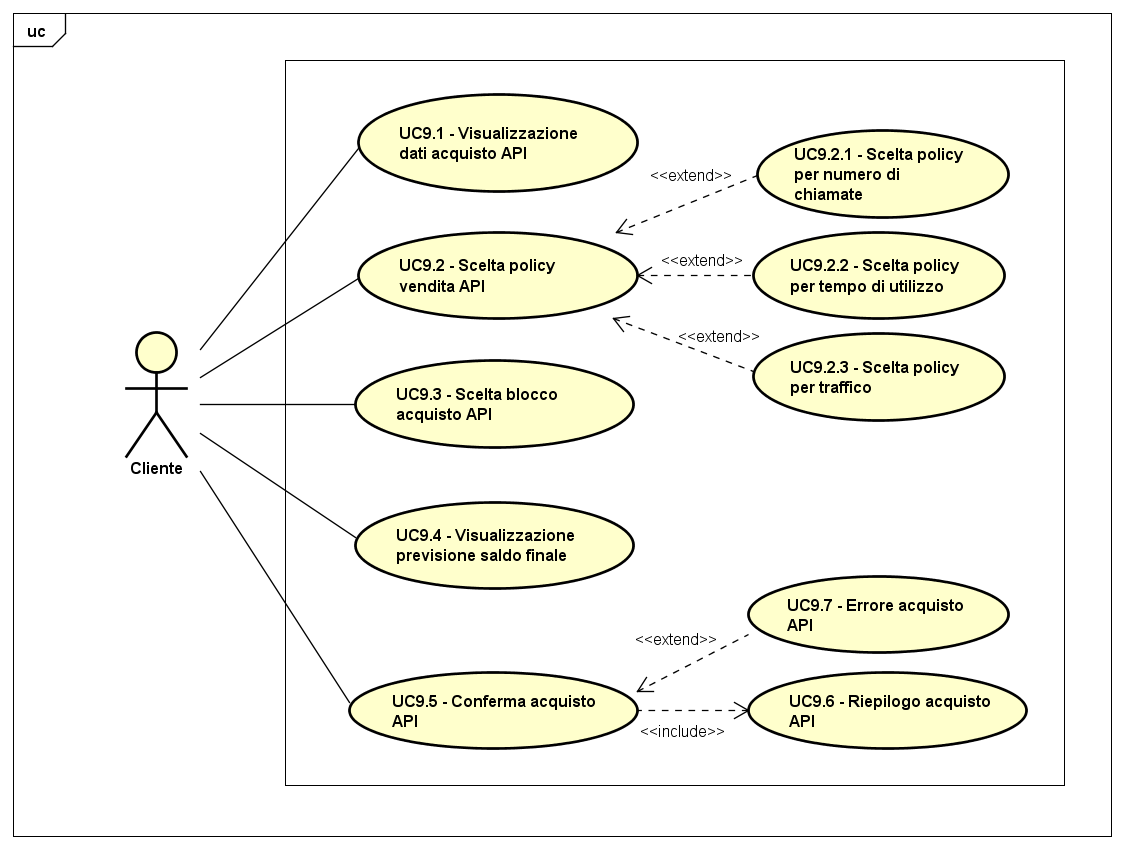 uc
UC9.1 - Visualizzazione
dati acquisto API
<<extend>>
UC9.2.1 - Scelta policy
per numero di
chiamate
UC9.2 - Scelta policy
vendita API
<<extend>>
UC9.2.2 - Scelta policy
per tempo di utilizzo
<<extend>>
UC9.2.3 - Scelta policy
per traffico
UC9.3 - Scelta blocco
acquisto API
Cliente
UC9.4 - Visualizzazione
previsione saldo finale
UC9.7 - Errore acquisto
API
<<extend>>
UC9.5 - Conferma acquisto
API
<<include>>
UC9.6 - Riepilogo acquisto
API